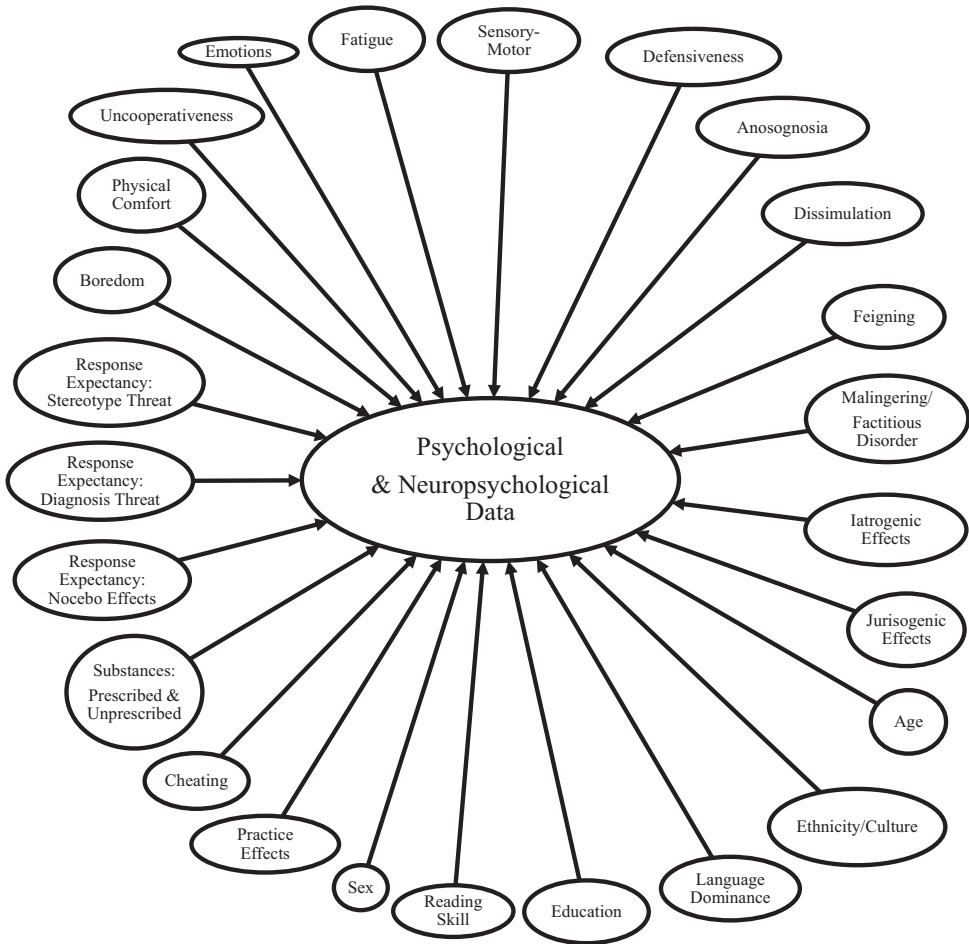 Emotions
Fatigue
Sensory-
Motor
Defensiveness
Uncooperativeness
Anosognosia
Physical
Comfort
Dissimulation
Boredom
Feigning
Response
Expectancy:
Stereotype Threat
Malingering/
Factitious
Disorder
Psychological
& Neuropsychological
Data
Response
Expectancy:
Diagnosis Threat
Iatrogenic
Effects
Response
Expectancy:
Nocebo Effects
Jurisogenic
Effects
Substances:
Prescribed &
Unprescribed
Age
Cheating
Ethnicity/Culture
Practice
Effects
Sex
Reading
Skill
Education
Language
Dominance